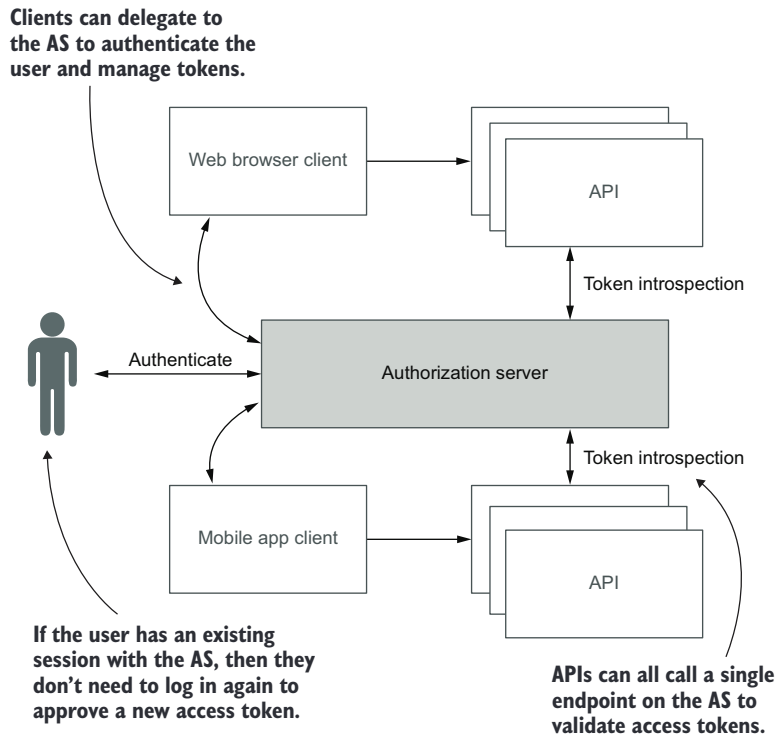 Clients can delegate to
the AS to authenticate the
user and manage tokens.
Web browser client
API
Token introspection
Authenticate
Authorization server
Token introspection
Mobile app client
API
If the user has an existing
session with the AS, then they
don’t need to log in again to
approve a new access token.
APIs can all call a single
endpoint on the AS to
validate access tokens.